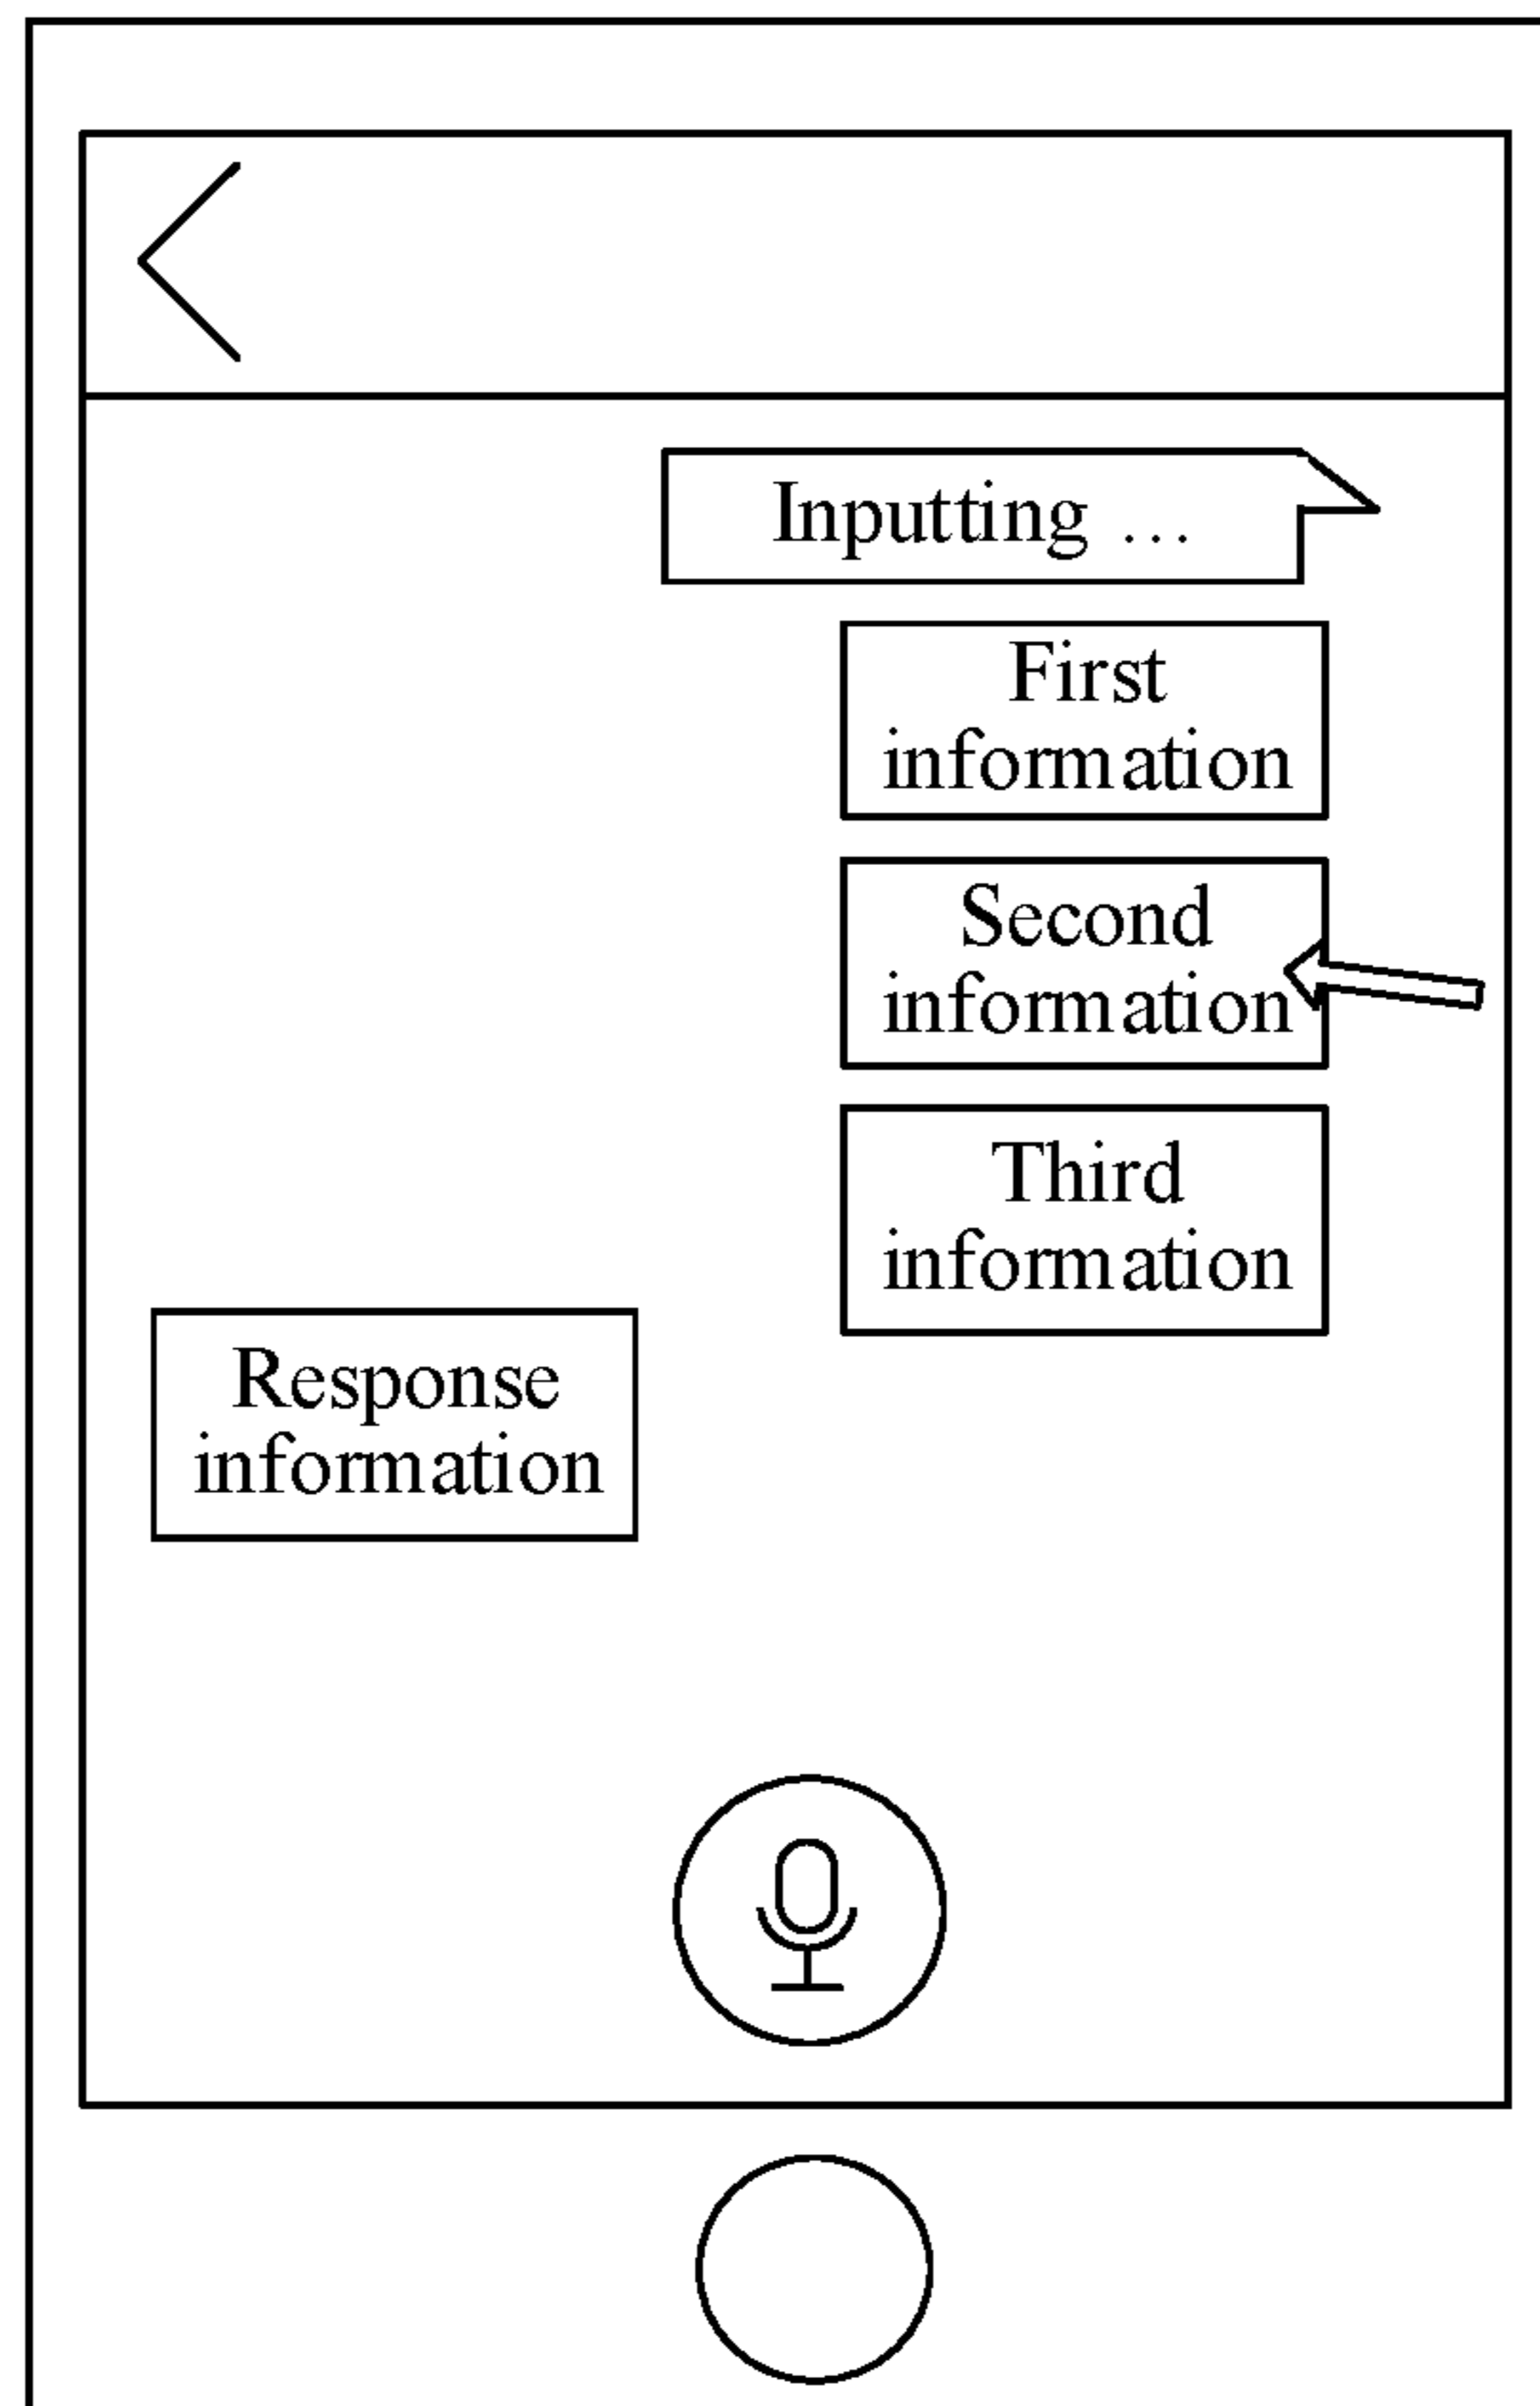 Inputting …
First
information
Second
information
Third
information
Response
information